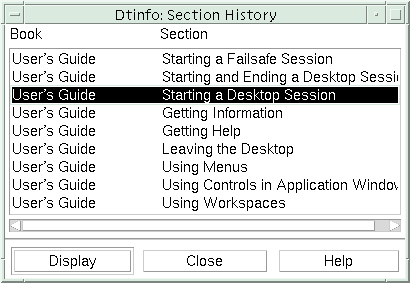 Dtinfo: Section History
Book Section
User's Guide Starting a Failsafe Session
User's Guide Starting and Ending a Desktop Sessi
User's Guide Starting a Desktop Session
User's Guide Getting Information
User's Guide Getting Help
User's Guide Leaving the Desktop
User's Guide Using Menus
User's Guide Using Controls in Application Window
User's Guide Using Workspaces
Display Close Help